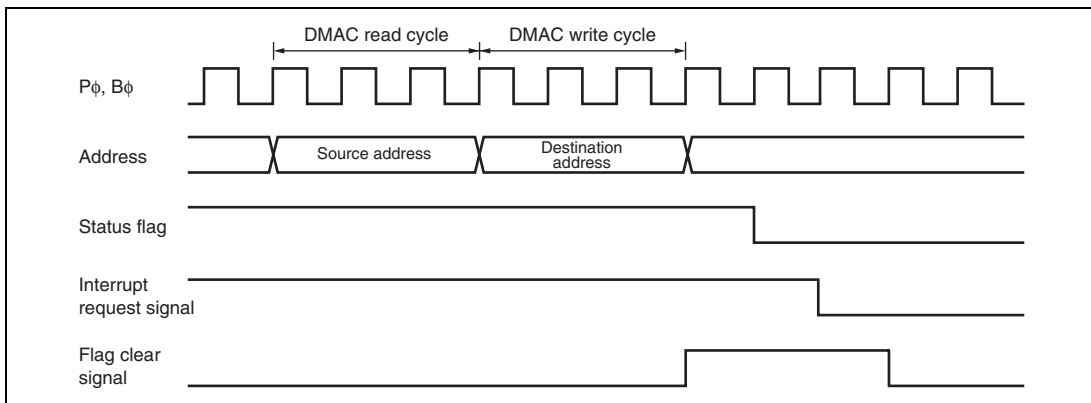 DMAC read cycle DMAC write cycle
Pϕ, Bϕ
Address
Source address
Destination
address
Status flag
Interrupt
request signal
Flag clear
signal